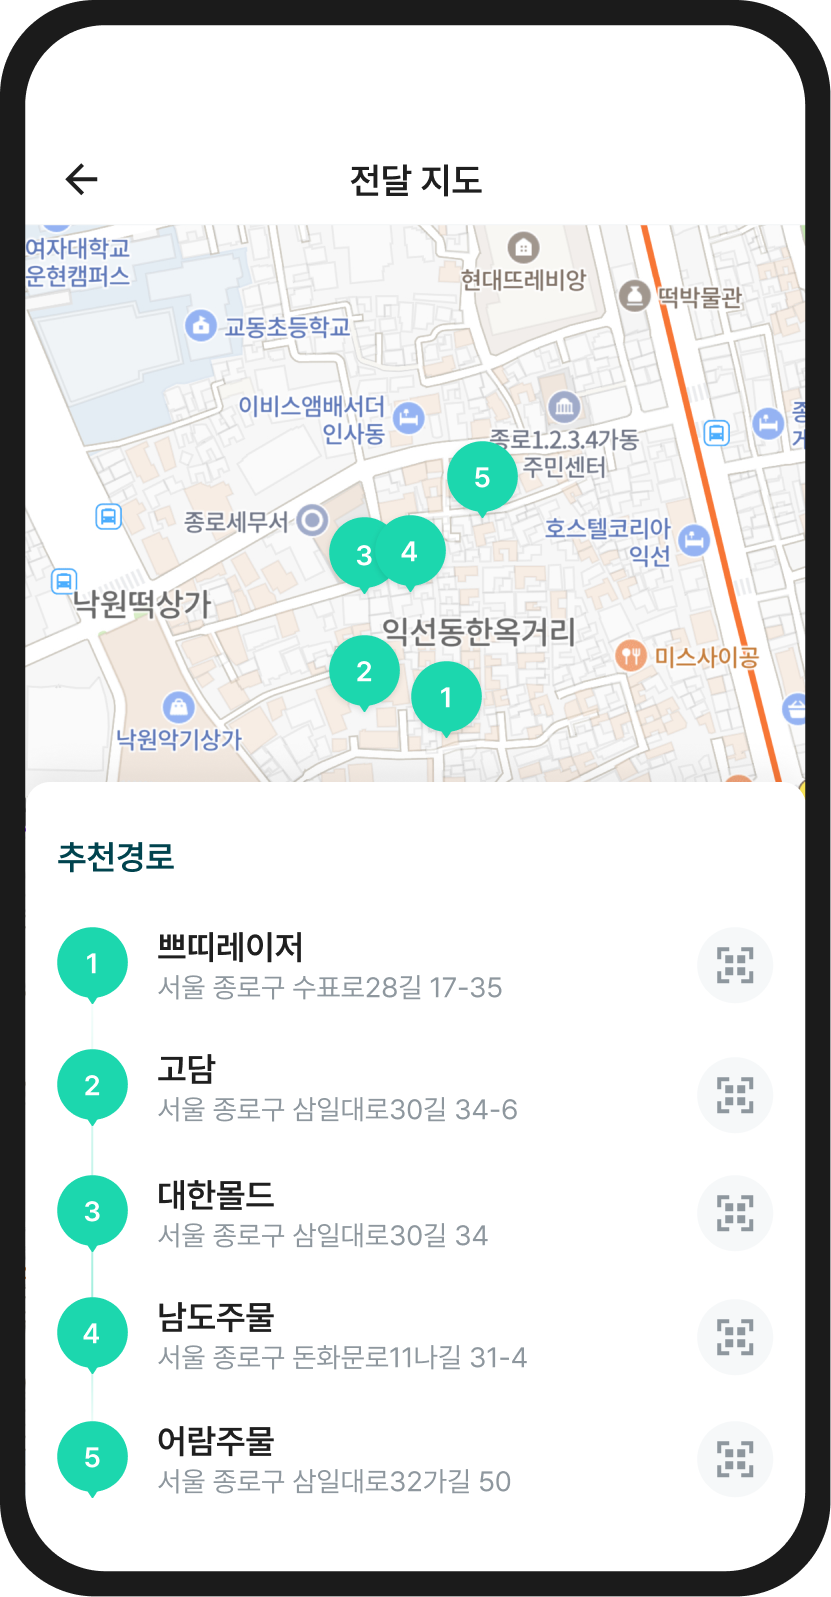 전달 지도
여자대학교
운현캠퍼스
현대뜨레비앙
떡박물관
교동초등학교
이비스앰배서더
인사동
종로1.2.3.4가동
주민센터
5
종로세무서
호스텔코리아
익선
3
4
낙원떡상가
익선동한옥거리
미스사이공
2
1
낙원악기상가
추천경로
1
쁘띠레이저
서울 종로구 수표로28길 17-35
2
고담
서울 종로구 삼일대로30길 34-6
3
대한몰드
서울 종로구 삼일대로30길 34
4
남도주물
서울 종로구 돈화문로11나길 31-4
5
어람주물
서울 종로구 삼일대로32가길 50